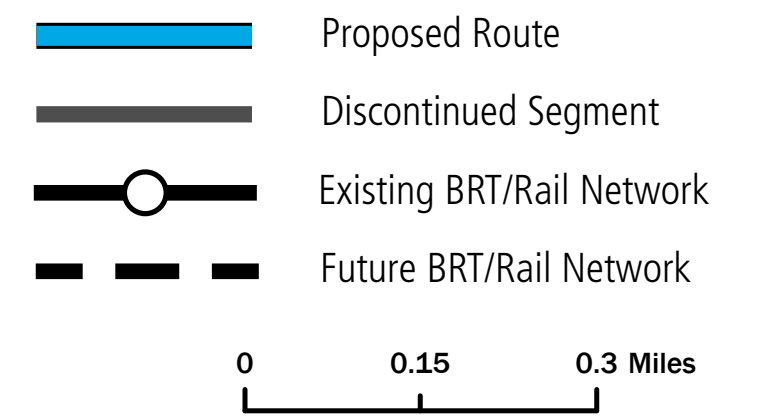 Proposed Route
Discontinued Segment
Existing BRT/Rail Network
Future BRT/Rail Network
0 0.15 0.3 Miles